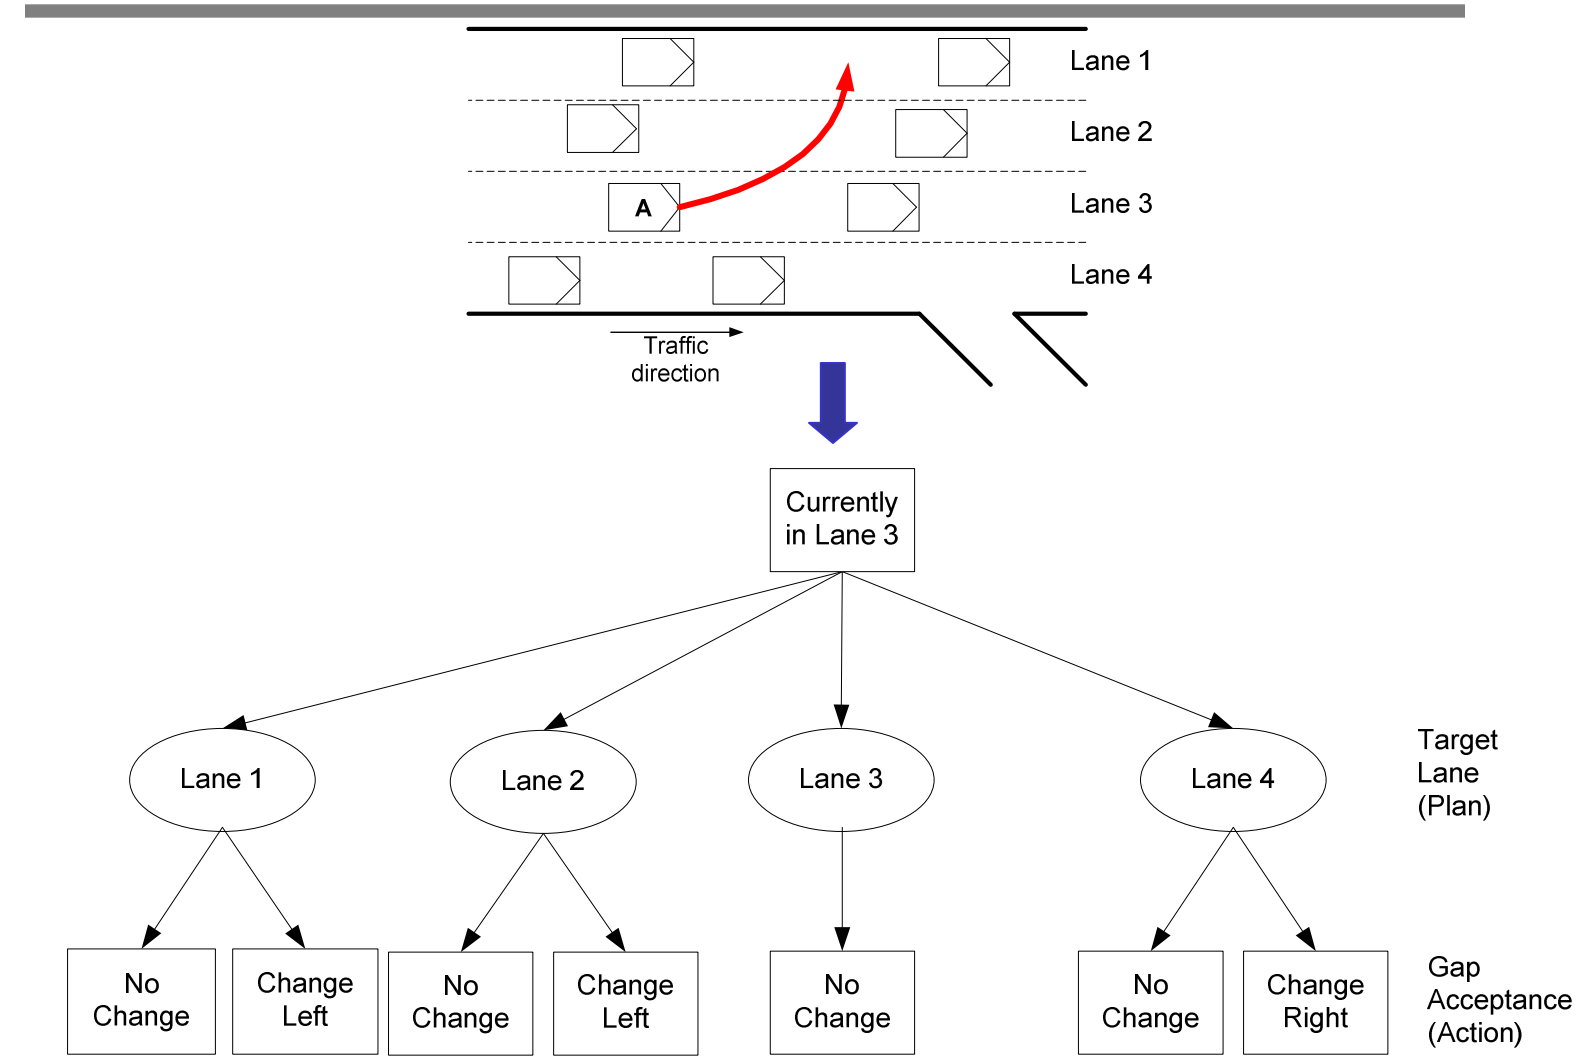 Lane 1
Lane 2
A
Lane 3
Lane 4
Traffic
direction
Currently
in Lane 3
Lane 1
Lane 2
Lane 3
Lane 4
Target
Lane
(Plan)
No
Change
Change
Left
No
Change
Change
Left
No
Change
No
Change
Change
Right
Gap
Acceptance
(Action)